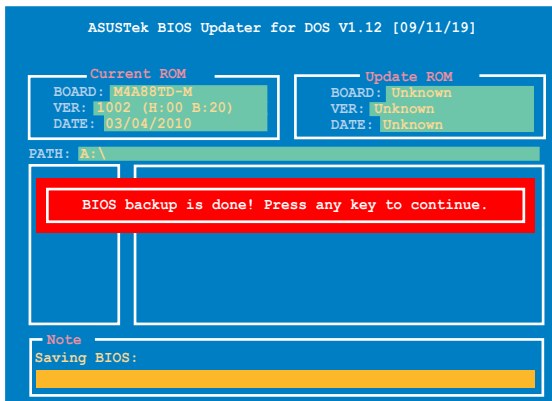 ASUSTek BIOS Updater for DOS V1.12 [09/11/19]
Current ROM
BOARD: M4A88TD-M
VER: 1002 (H:00 B:20)
DATE: 03/04/2010
Update ROM
BOARD: Unknown
VER: Unknown
DATE: Unknown
PATH: A:\
BIOS backup is done! Press any key to continue.
Note
Saving BIOS: